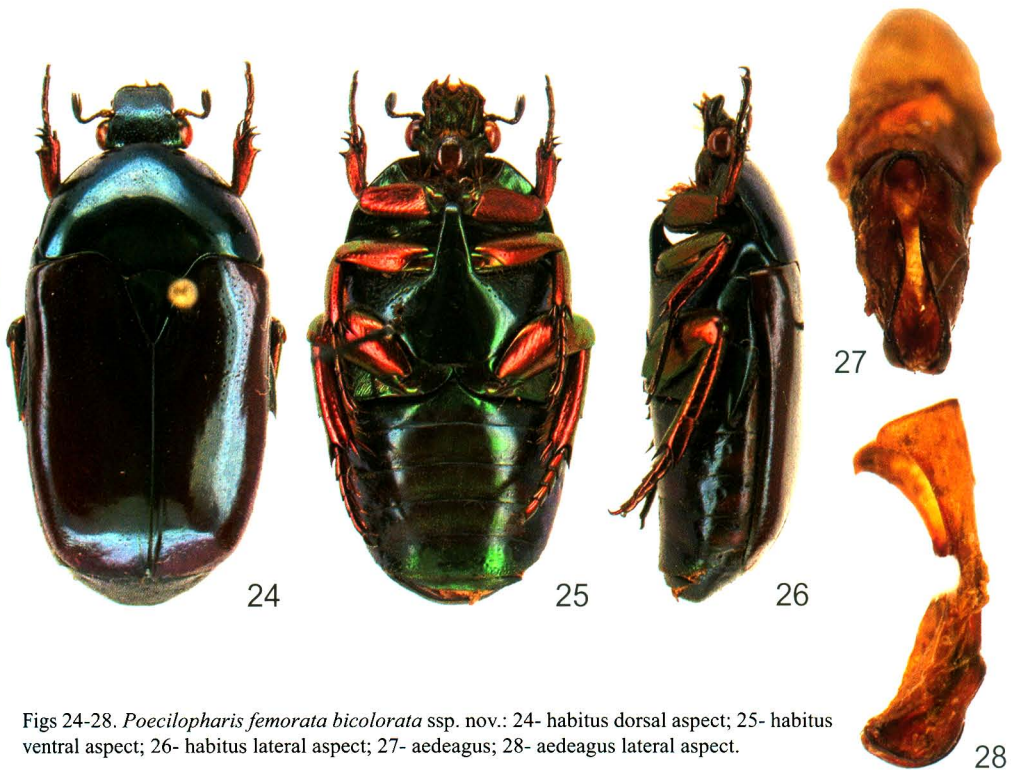 24
25
26
27
28
Figs 24-28. Poecilopharis femorata bicolorata ssp. nov.: 24- habitus dorsal aspect; 25- habitus
ventral aspect; 26- habitus lateral aspect; 27- aedeagus; 28- aedeagus lateral aspect.